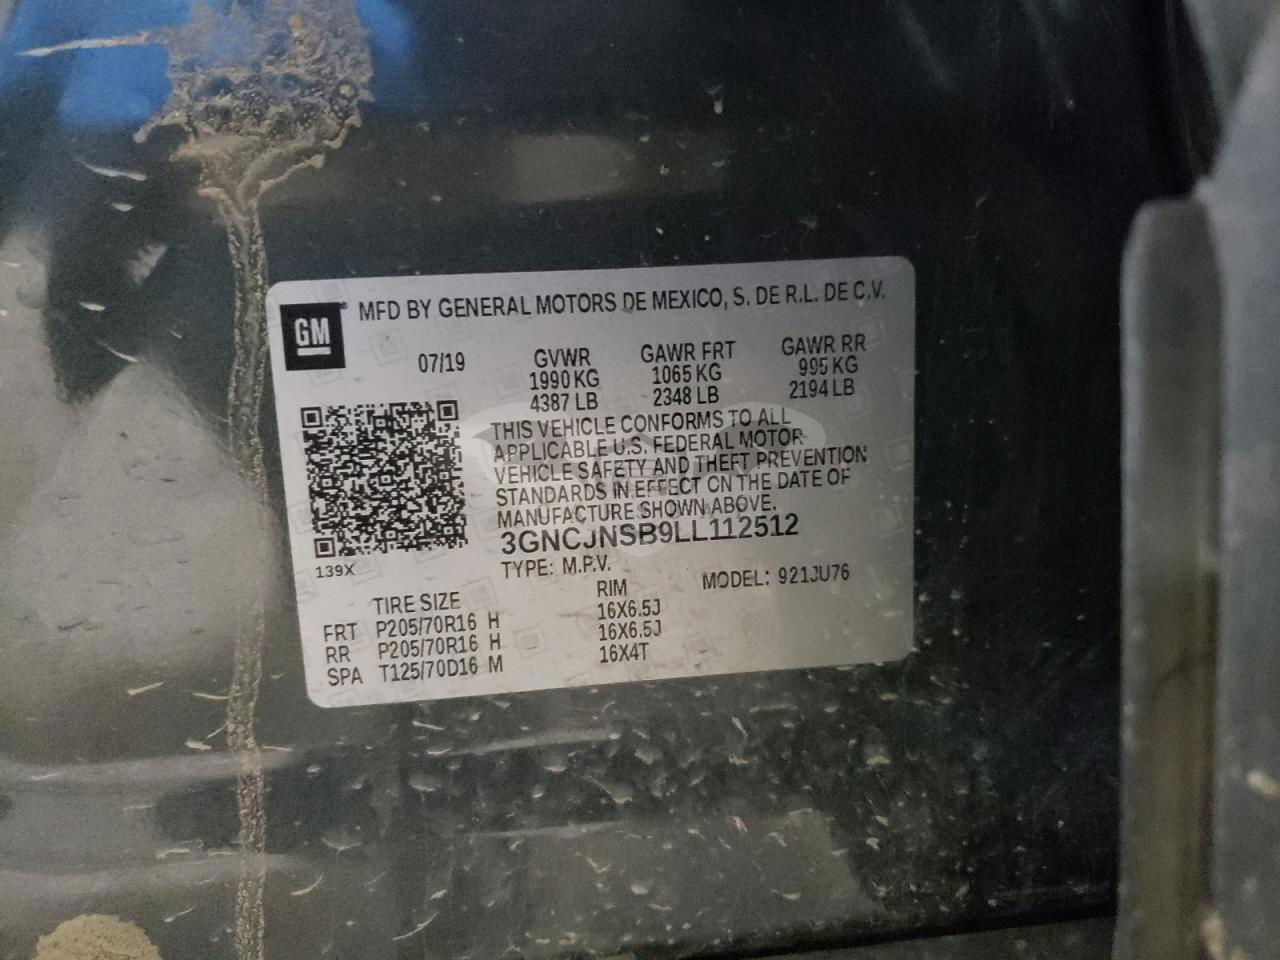 GM
MFD BY GENERAL MOTORS DE MEXICO, S. DE R.L. DE C.V.
07/19 GVWR GAWR FRT GAWR RR
1990 KG 1065 KG 995 KG
4387 LB 2348 LB 2194 LB
THIS VEHICLE CONFORMS TO ALL
APPLICABLE U.S. FEDERAL MOTOR
VEHICLE SAFETY AND THEFT PREVENTION
STANDARDS IN EFFECT ON THE DATE OF
MANUFACTURE SHOWN ABOVE.
3GNCJNSB9LL112512
139X
TYPE: M.P.V. MODEL: 921JU76
TIRE SIZE RIM
FRT P205/70R16 H 16X6.5J
RR P205/70R16 H 16X6.5J
SPA T125/70D16 M 16X4T